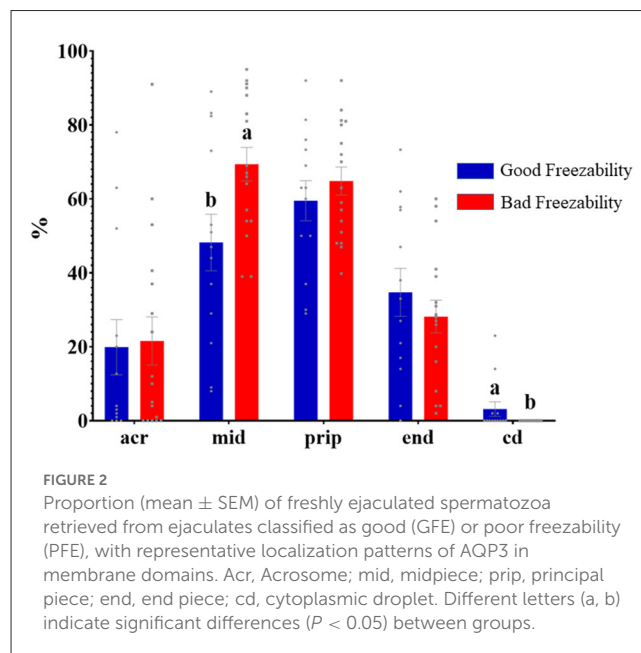 100
80
60
40
20
0
%
b
a
a
b
Good Freezability
Bad Freezability
acr mid prip end cd
FIGURE 2
Proportion (mean ± SEM) of freshly ejaculated spermatozoa
retrieved from ejaculates classified as good (GFE) or poor freezability
(PFE), with representative localization patterns of AQP3 in
membrane domains. Acr, Acrosome; mid, midpiece; prip, principal
piece; end, end piece; cd, cytoplasmic droplet. Different letters (a, b)
indicate significant differences (P < 0.05) between groups.